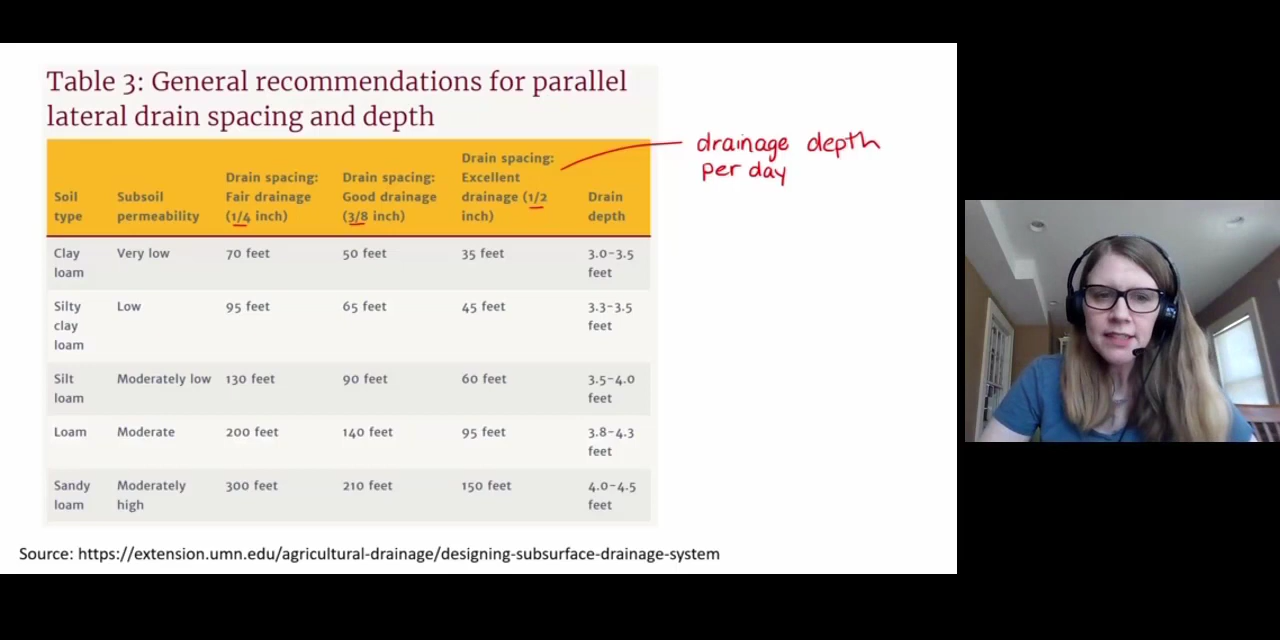 Table 3: General recommendations for parallel
lateral drain spacing and depth
drainage depth
per day
Soil type | Subsoil permeability | Drain spacing: Fair drainage (1/4 inch) | Drain spacing: Good drainage (3/8 inch) | Drain spacing: Excellent drainage (1/2 inch) | Drain depth
Clay loam | Very low | 70 feet | 50 feet | 35 feet | 3.0-3.5 feet
Silty clay loam | Low | 95 feet | 65 feet | 45 feet | 3.3-3.5 feet
Silt loam | Moderately low | 130 feet | 90 feet | 60 feet | 3.5-4.0 feet
Loam | Moderate | 200 feet | 140 feet | 95 feet | 3.8-4.3 feet
Sandy loam | Moderately high | 300 feet | 210 feet | 150 feet | 4.0-4.5 feet
Source: https://extension.umn.edu/agricultural-drainage/designing-subsurface-drainage-system